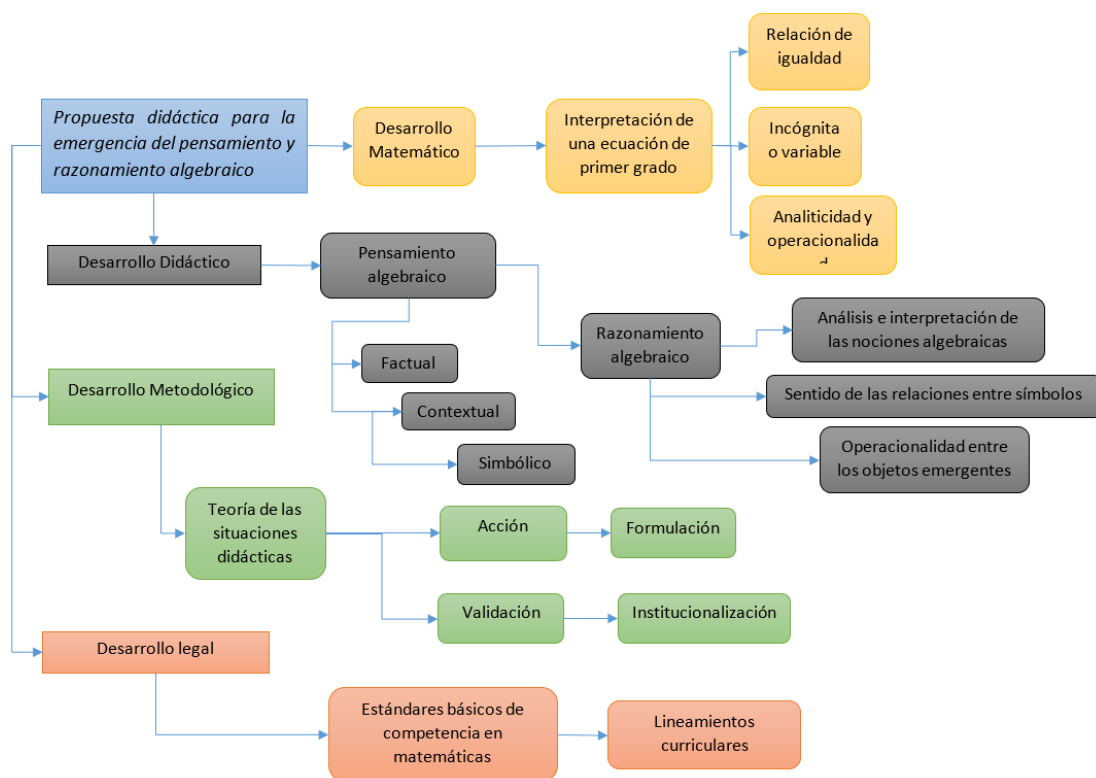 Propuesta didáctica para la
emergencia del pensamiento y
razonamiento algebraico
Desarrollo
Matemático
Interpretación de
una ecuación de
primer grado
Relación de
igualdad
Incógnita
o variable
Analiticidad y
operacionalida
d
Desarrollo Didáctico
Pensamiento
algebraico
Factual
Contextual
Simbólico
Razonamiento
algebraico
Análisis e interpretación de
las nociones algebraicas
Sentido de las relaciones entre símbolos
Operacionalidad entre
los objetos emergentes
Desarrollo Metodológico
Teoría de las
situaciones
didácticas
Acción
Formulación
Validación
Institucionalización
Desarrollo legal
Estándares básicos de
competencia en
matemáticas
Lineamientos
curriculares